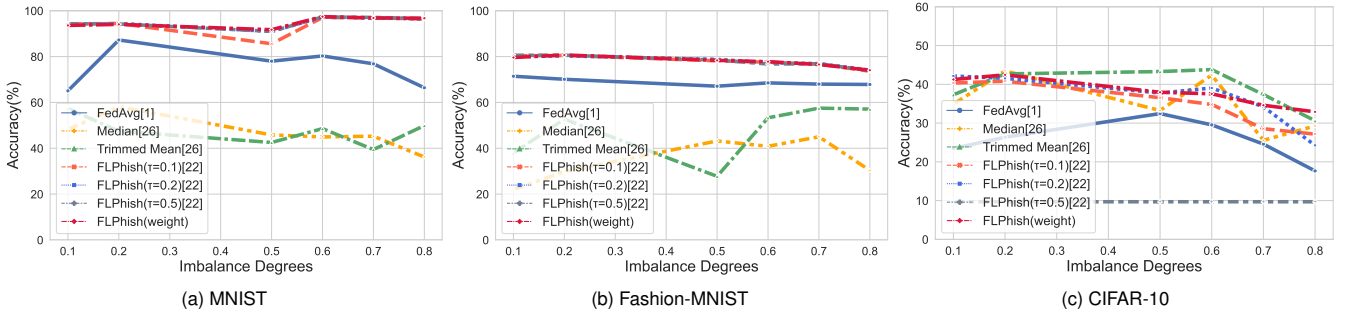 100
80
60
40
20
0
Accuracy(%)
FedAvg[1]
Median[26]
Trimmed Mean[26]
FLPhish(τ=0.1)[22]
FLPhish(τ=0.2)[22]
FLPhish(τ=0.5)[22]
FLPhish(weight)
0.1 0.2 0.3 0.4 0.5 0.6 0.7 0.8
Imbalance Degrees
(a) MNIST
100
80
60
40
20
0
Accuracy(%)
FedAvg[1]
Median[26]
Trimmed Mean[26]
FLPhish(τ=0.1)[22]
FLPhish(τ=0.2)[22]
FLPhish(τ=0.5)[22]
FLPhish(weight)
0.1 0.2 0.3 0.4 0.5 0.6 0.7 0.8
Imbalance Degrees
(b) Fashion-MNIST
60
50
40
30
20
10
0
Accuracy(%)
FedAvg[1]
Median[26]
Trimmed Mean[26]
FLPhish(τ=0.1)[22]
FLPhish(τ=0.2)[22]
FLPhish(τ=0.5)[22]
FLPhish(weight)
0.1 0.2 0.3 0.4 0.5 0.6 0.7 0.8
Imbalance Degrees
(c) CIFAR-10